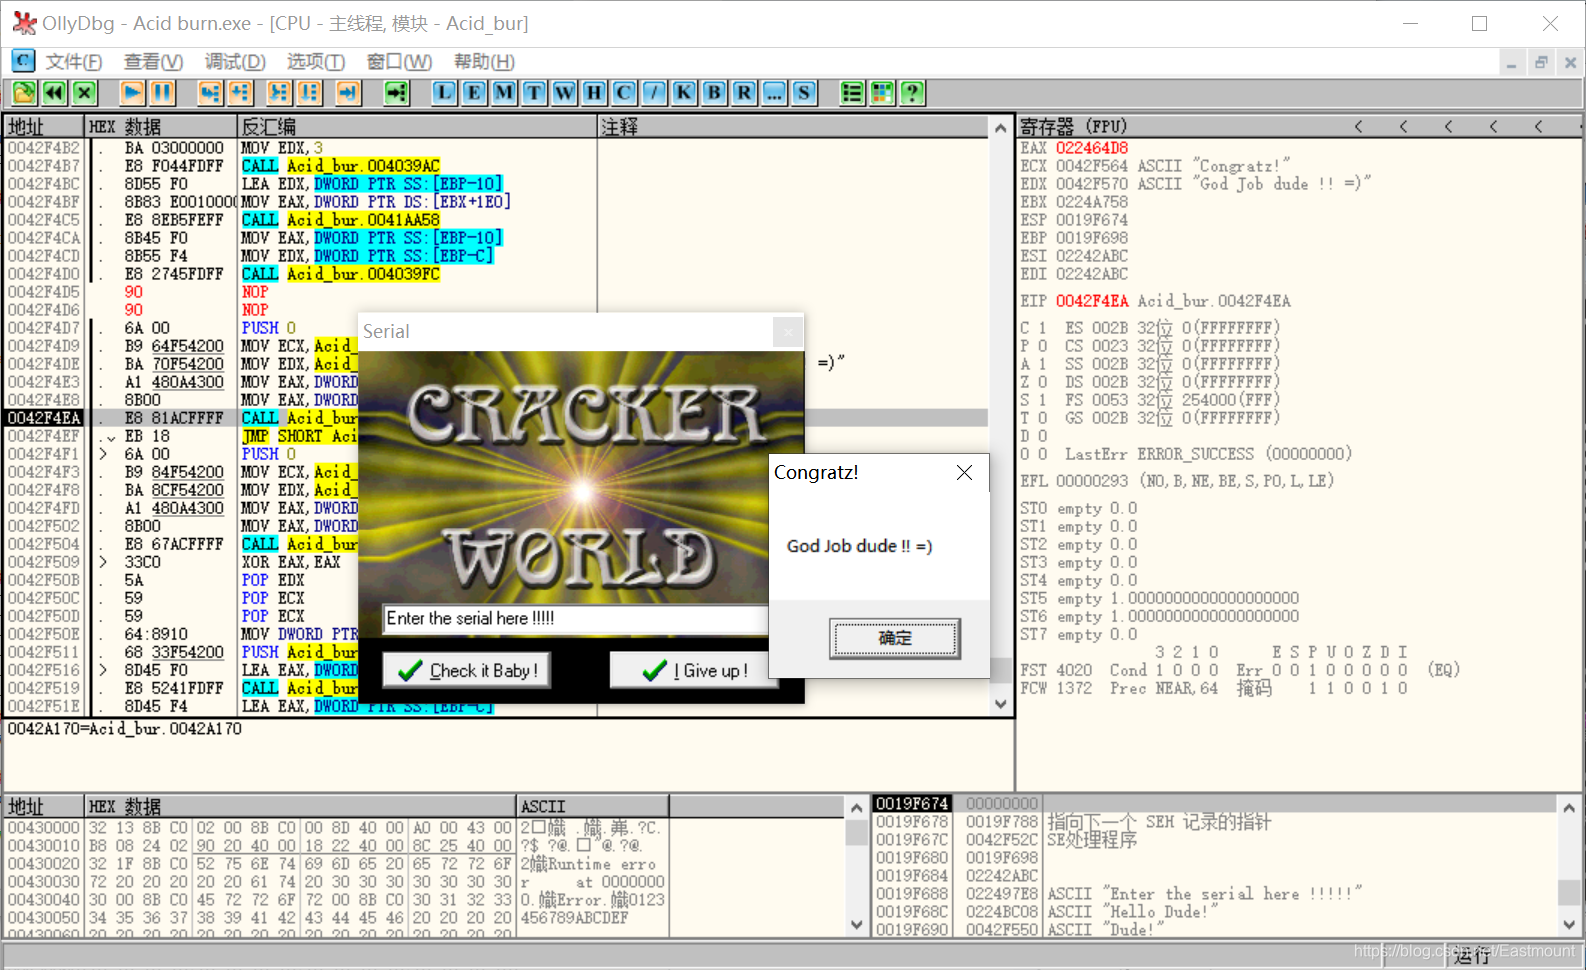 OllyDbg - Acid burn.exe - [CPU - 主线程, 模块 - Acid_bur]
C 文件(F) 查看(V) 调试(D) 选项(T) 窗口(W) 帮助(H)
L E M T W H C / K B R ... S ?
地址 HEX 数据 反汇编 注释
0042F4B2 . BA 03000000 MOV EDX,3
0042F4B7 . E8 F044FDFF CALL Acid_bur.004039AC
0042F4BC . 8D55 F0 LEA EDX,DWORD PTR SS:[EBP-10]
0042F4BF . 8B83 E0010000 MOV EAX,DWORD PTR DS:[EBX+1E0]
0042F4C5 . E8 8EB5FEFF CALL Acid_bur.0041AA58
0042F4CA . 8B45 F0 MOV EAX,DWORD PTR SS:[EBP-10]
0042F4CD . 8B55 F4 MOV EDX,DWORD PTR SS:[EBP-C]
0042F4D0 . E8 2745FDFF CALL Acid_bur.004039FC
0042F4D5 90 NOP
0042F4D6 90 NOP
0042F4D7 . 6A 00 PUSH 0
0042F4D9 . B9 64F54200 MOV ECX,Acid_
0042F4DE . BA 70F54200 MOV EDX,Acid_ =)"
0042F4E3 . A1 480A4300 MOV EAX,DWORD
0042F4E8 . 8B00 MOV EAX,DWORD
0042F4EA . E8 81ACFFFF CALL Acid_bur
0042F4EF . EB 18 JMP SHORT Aci
0042F4F1 > 6A 00 PUSH 0
0042F4F3 . B9 84F54200 MOV ECX,Acid_
0042F4F8 . BA 8CF54200 MOV EDX,Acid_
0042F4FD . A1 480A4300 MOV EAX,DWORD
0042F502 . 8B00 MOV EAX,DWORD
0042F504 . E8 67ACFFFF CALL Acid_bur
0042F509 > 33C0 XOR EAX,EAX
0042F50B . 5A POP EDX
0042F50C . 59 POP ECX
0042F50D . 59 POP ECX
0042F50E . 64:8910 MOV DWORD PTR
0042F511 . 68 33F54200 PUSH Acid_bur
0042F516 > 8D45 F0 LEA EAX,DWORD
0042F519 . E8 5241FDFF CALL Acid_bur
0042F51E . 8D45 F4 LEA EAX,DWORD PTR SS:[EBP-C]
0042A170=Acid_bur.0042A170
Serial
CRACKER
WORLD
Enter the serial here !!!!!
Check it Baby !
I Give up !
Congratz!
God Job dude !! =)
确定
寄存器 (FPU) < < < < <
EAX 022464D8
ECX 0042F564 ASCII "Congratz!"
EDX 0042F570 ASCII "God Job dude !! =)"
EBX 0224A758
ESP 0019F674
EBP 0019F698
ESI 02242ABC
EDI 02242ABC
EIP 0042F4EA Acid_bur.0042F4EA
C 1 ES 002B 32位 0(FFFFFFFF)
P 0 CS 0023 32位 0(FFFFFFFF)
A 1 SS 002B 32位 0(FFFFFFFF)
Z 0 DS 002B 32位 0(FFFFFFFF)
S 1 FS 0053 32位 254000(FFF)
T 0 GS 002B 32位 0(FFFFFFFF)
D 0
O 0 LastErr ERROR_SUCCESS (00000000)
EFL 00000293 (NO,B,NE,BE,S,PO,L,LE)
ST0 empty 0.0
ST1 empty 0.0
ST2 empty 0.0
ST3 empty 0.0
ST4 empty 0.0
ST5 empty 1.0000000000000000000
ST6 empty 1.0000000000000000000
ST7 empty 0.0
3 2 1 0 E S P U O Z D I
FST 4020 Cond 1 0 0 0 Err 0 0 1 0 0 0 0 0 (EQ)
FCW 1372 Prec NEAR,64 掩码 1 1 0 0 1 0
地址 HEX 数据 ASCII
00430000 32 13 8B C0 02 00 8B C0 00 8D 40 00 A0 00 43 00
00430010 B8 08 24 02 90 20 40 00 18 22 40 00 8C 25 40 00
00430020 32 1F 8B C0 52 75 6E 74 69 6D 65 20 65 72 72 6F Runtime erro
00430030 72 20 20 20 20 20 61 74 20 30 30 30 30 30 30 30 r at 0000000
00430040 30 00 8B C0 45 72 72 6F 72 00 8B C0 30 31 32 33 0. Error. 0123
00430050 34 35 36 37 38 39 41 42 43 44 45 46 20 20 20 20 456789ABCDEF
00430060 20 20 20 20 20 20 20 20 20 20 20 20 20 20 20 20
0019F674 00000000
0019F678 0019F788 指向下一个 SEH 记录的指针
0019F67C 0042F52C SE处理程序
0019F680 0019F698
0019F684 02242ABC
0019F688 022497E8 ASCII "Enter the serial here !!!!!"
0019F68C 0224BC08 ASCII "Hello Dude!"
0019F690 0042F550 ASCII "Dude!"
https://blog.csdn.net/Eastmount
运行